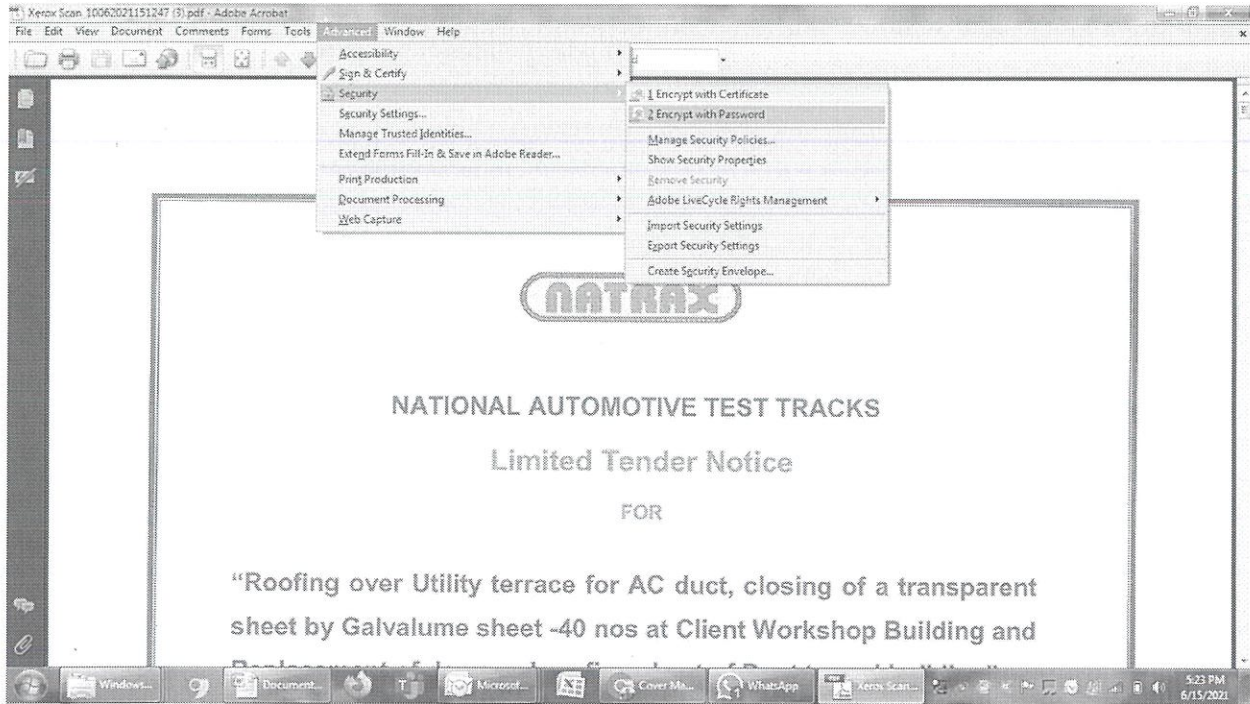 Xerox Scan 10062021151247 (3).pdf - Adobe Acrobat
File Edit View Document Comments Forms Tools Advanced Window Help
Accessibility
Sign & Certify
Security
Security Settings...
Manage Trusted Identities...
Extend Forms Fill-In & Save in Adobe Reader...
Print Production
Document Processing
Web Capture
1 Encrypt with Certificate
2 Encrypt with Password
Manage Security Policies...
Show Security Properties
Remove Security
Adobe LiveCycle Rights Management
Import Security Settings
Export Security Settings
Create Security Envelope...
NATRAX
NATIONAL AUTOMOTIVE TEST TRACKS
Limited Tender Notice
FOR
“Roofing over Utility terrace for AC duct, closing of a transparent
sheet by Galvalume sheet -40 nos at Client Workshop Building and
Windows... Document... Microsof... Cover Ma... WhatsApp Xerox Scan... 5:23 PM
6/15/2021